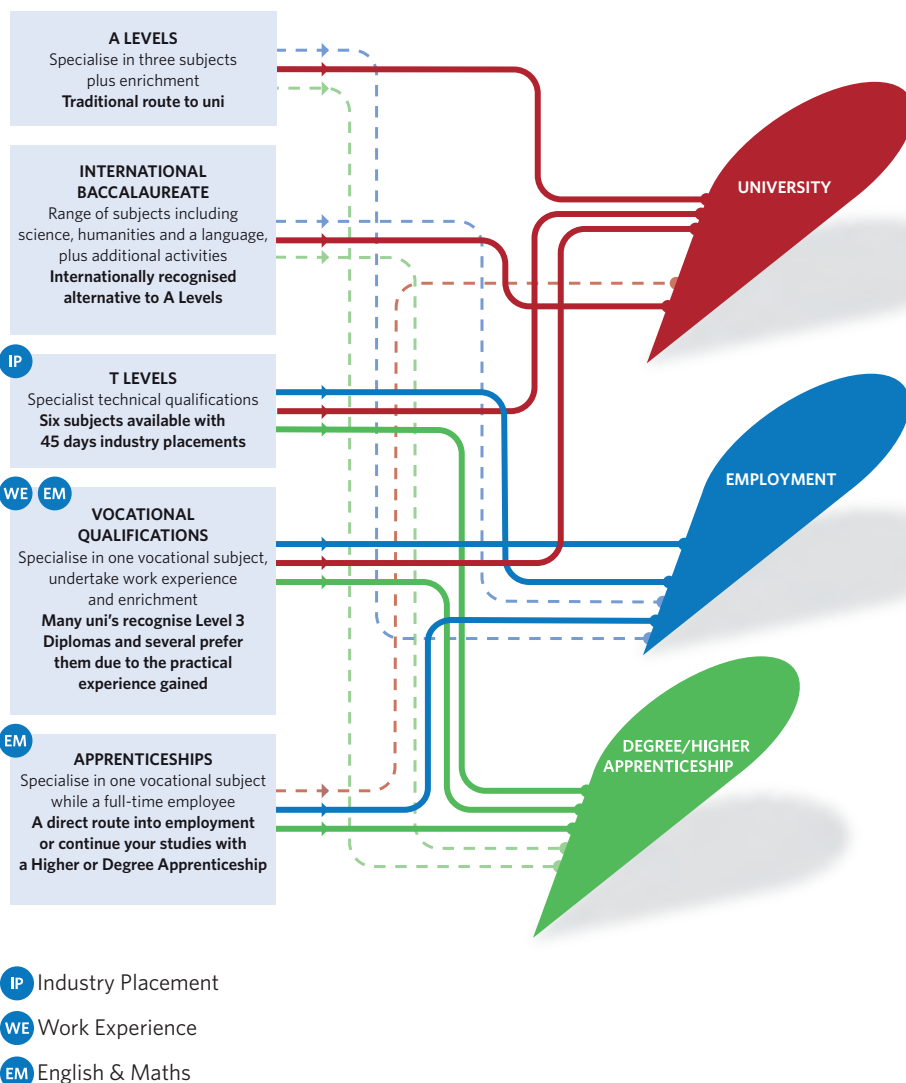 A LEVELS
Specialise in three subjects
plus enrichment
Traditional route to uni
INTERNATIONAL
BACCALAUREATE
Range of subjects including
science, humanities and a language,
plus additional activities
Internationally recognised
alternative to A Levels
IP
T LEVELS
Specialist technical qualifications
Six subjects available with
45 days industry placements
WE EM
VOCATIONAL
QUALIFICATIONS
Specialise in one vocational subject,
undertake work experience
and enrichment
Many uni's recognise Level 3
Diplomas and several prefer
them due to the practical
experience gained
EM
APPRENTICESHIPS
Specialise in one vocational subject
while a full-time employee
A direct route into employment
or continue your studies with
a Higher or Degree Apprenticeship
UNIVERSITY
EMPLOYMENT
DEGREE/HIGHER
APPRENTICESHIP
IP Industry Placement
WE Work Experience
EM English & Maths